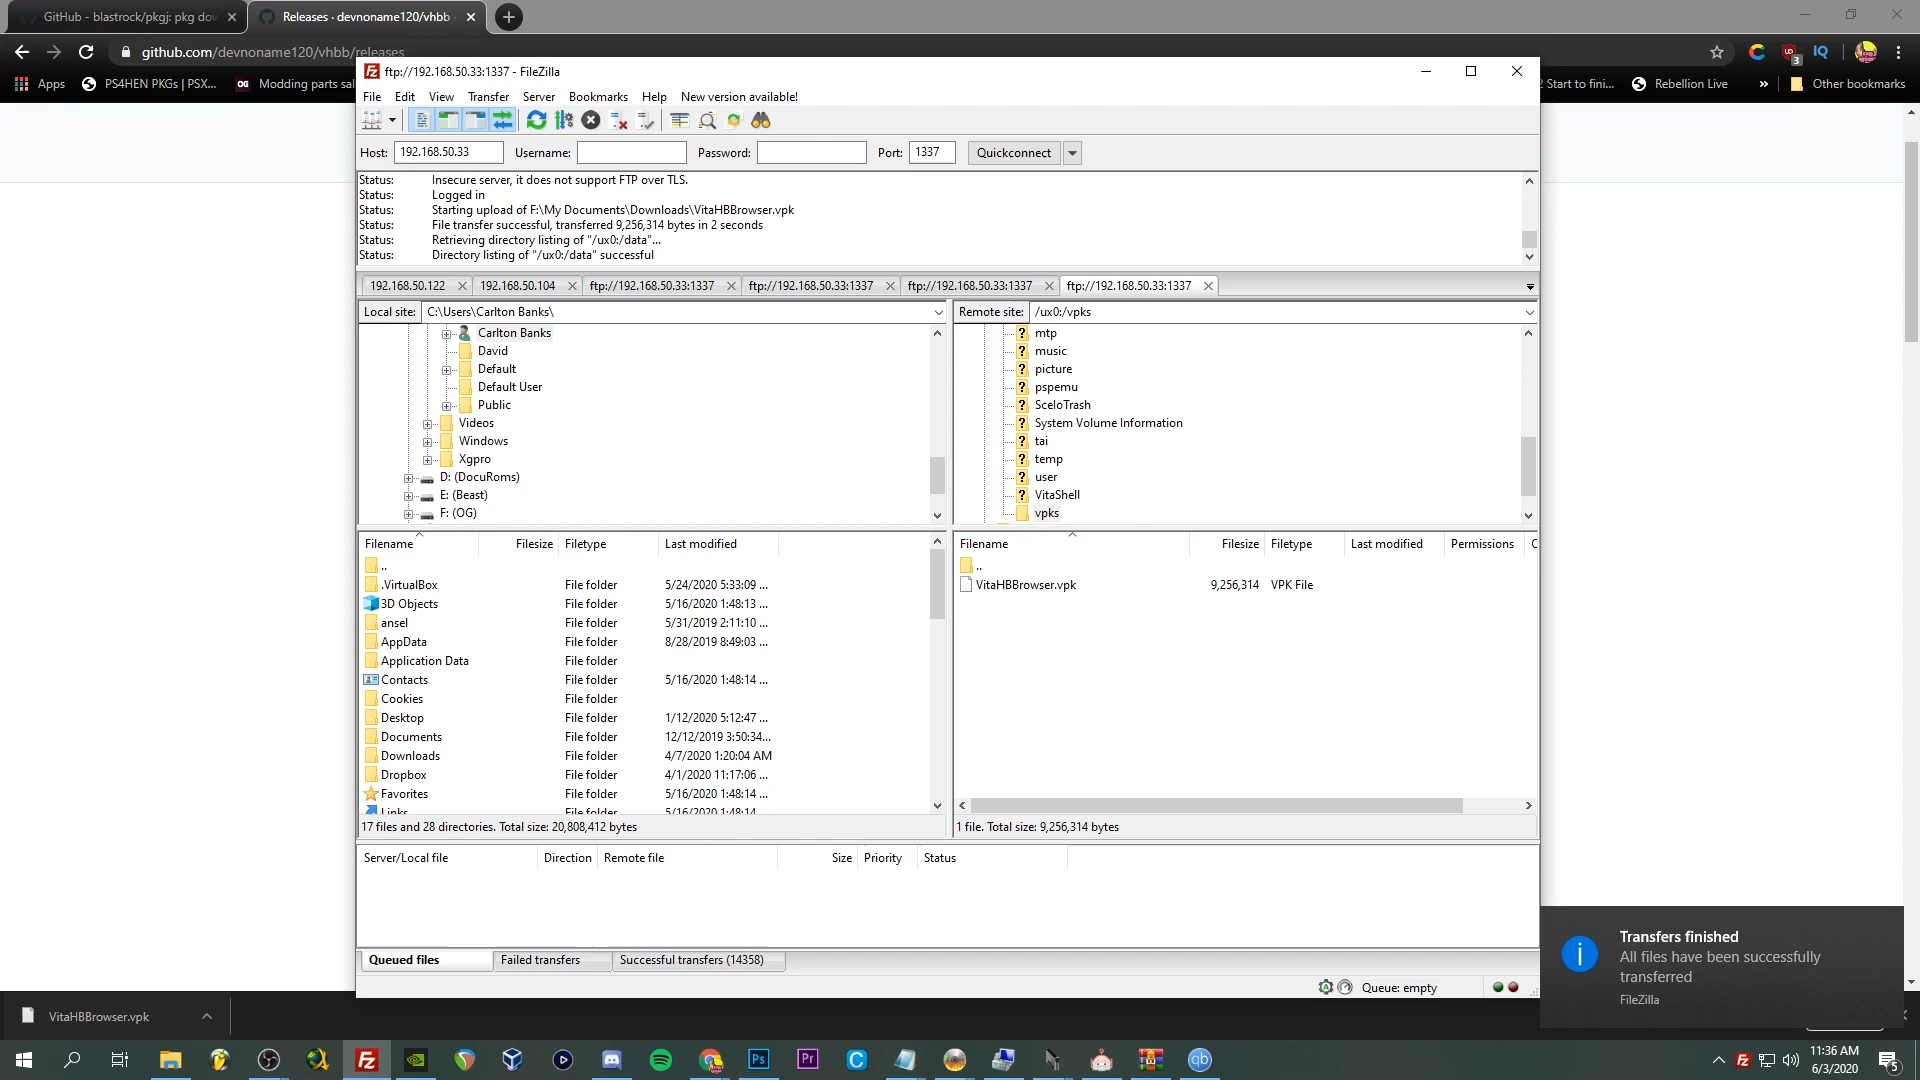 GitHub - blastrock/pkgj: pkg dow
Releases · devnoname120/vhbb ·
github.com/devnoname120/vhbb/releases
Apps
PS4HEN PKGs | PSX...
Modding parts sal
2 Start to fini...
Rebellion Live
»
Other bookmarks
ftp://192.168.50.33:1337 - FileZilla
File Edit View Transfer Server Bookmarks Help New version available!
Host: 192.168.50.33 Username: Password: Port: 1337 Quickconnect
Status: Insecure server, it does not support FTP over TLS.
Status: Logged in
Status: Starting upload of F:\My Documents\Downloads\VitaHBBrowser.vpk
Status: File transfer successful, transferred 9,256,314 bytes in 2 seconds
Status: Retrieving directory listing of "/ux0:/data"...
Status: Directory listing of "/ux0:/data" successful
192.168.50.122 192.168.50.104 ftp://192.168.50.33:1337 ftp://192.168.50.33:1337 ftp://192.168.50.33:1337 ftp://192.168.50.33:1337
Local site: C:\Users\Carlton Banks\
Carlton Banks
David
Default
Default User
Public
Videos
Windows
Xgpro
D: (DocuRoms)
E: (Beast)
F: (OG)
Remote site: /ux0:/vpks
mtp
music
picture
pspemu
SceloTrash
System Volume Information
tai
temp
user
VitaShell
vpks
Filename Filesize Filetype Last modified
..
.VirtualBox File folder 5/24/2020 5:33:09 ...
3D Objects File folder 5/16/2020 1:48:13 ...
ansel File folder 5/31/2019 2:11:10 ...
AppData File folder 8/28/2019 8:49:03 ...
Application Data File folder
Contacts File folder 5/16/2020 1:48:14 ...
Cookies File folder
Desktop File folder 1/12/2020 5:12:47 ...
Documents File folder 12/12/2019 3:50:34...
Downloads File folder 4/7/2020 1:20:04 AM
Dropbox File folder 4/1/2020 11:17:06 ...
Favorites File folder 5/16/2020 1:48:14 ...
Links File folder 5/16/2020 1:48:14 ...
17 files and 28 directories. Total size: 20,808,412 bytes
Filename Filesize Filetype Last modified Permissions
..
VitaHBBrowser.vpk 9,256,314 VPK File
1 file. Total size: 9,256,314 bytes
Server/Local file Direction Remote file Size Priority Status
Queued files Failed transfers Successful transfers (14358)
Queue: empty
Transfers finished
All files have been successfully
transferred
FileZilla
VitaHBBrowser.vpk
11:36 AM
6/3/2020
5